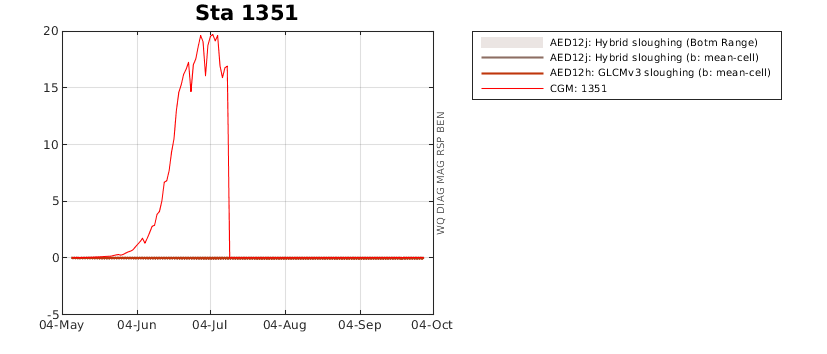 Sta 1351
20
15
10
5
0
-5
04-May
04-Jun
04-Jul
04-Aug
04-Sep
04-Oct
WQ DIAG MAG RSP BEN
AED12j: Hybrid sloughing (Botm Range)
AED12j: Hybrid sloughing (b: mean-cell)
AED12h: GLCMv3 sloughing (b: mean-cell)
CGM: 1351